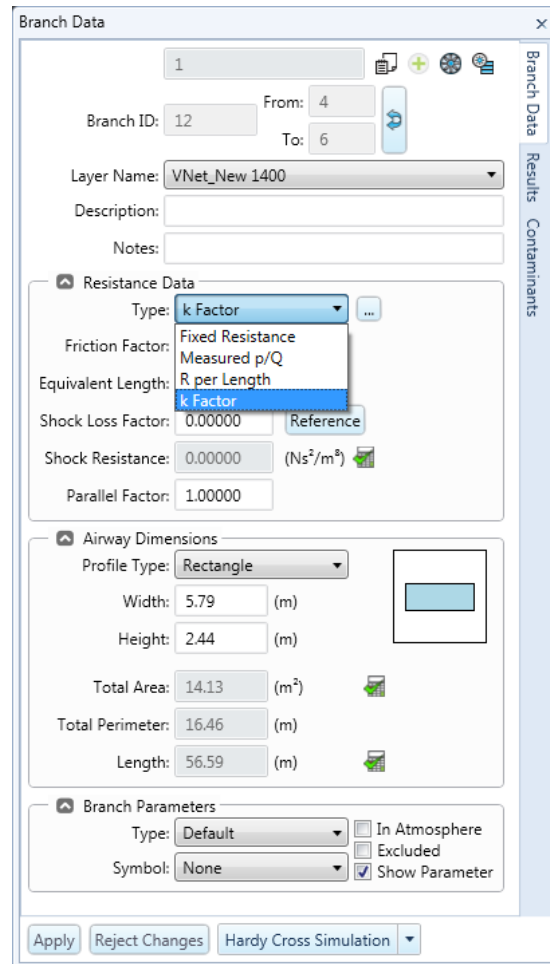 Branch Data
1
Branch ID: 12 From: 4
To: 6
Layer Name: VNet_New 1400
Description:
Notes:
Resistance Data
Type: k Factor ...
Fixed Resistance
Measured p/Q
R per Length
k Factor
Friction Factor:
Equivalent Length:
Shock Loss Factor: 0.00000 Reference
Shock Resistance: 0.00000 (Ns²/m⁸)
Parallel Factor: 1.00000
Airway Dimensions
Profile Type: Rectangle
Width: 5.79 (m)
Height: 2.44 (m)
Total Area: 14.13 (m²)
Total Perimeter: 16.46 (m)
Length: 56.59 (m)
Branch Parameters
Type: Default In Atmosphere
Excluded
Symbol: None Show Parameter
Apply Reject Changes Hardy Cross Simulation
Branch Data
Results
Contaminants